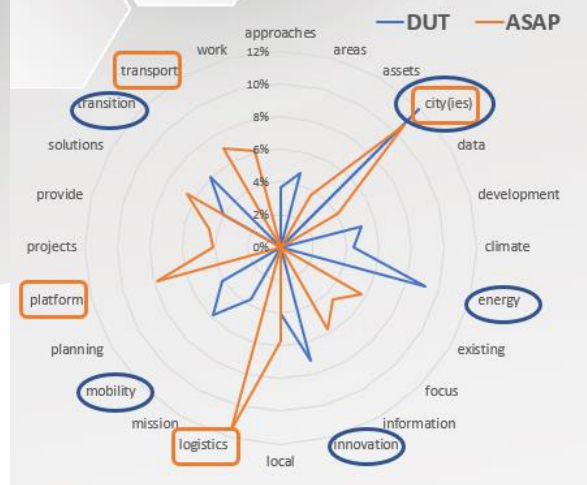 DUT
ASAP
approaches
areas
assets
city(ies)
data
development
climate
energy
existing
focus
information
innovation
local
logistics
mission
mobility
planning
platform
projects
provide
solutions
transition
transport
work
12%
10%
8%
6%
4%
2%
0%